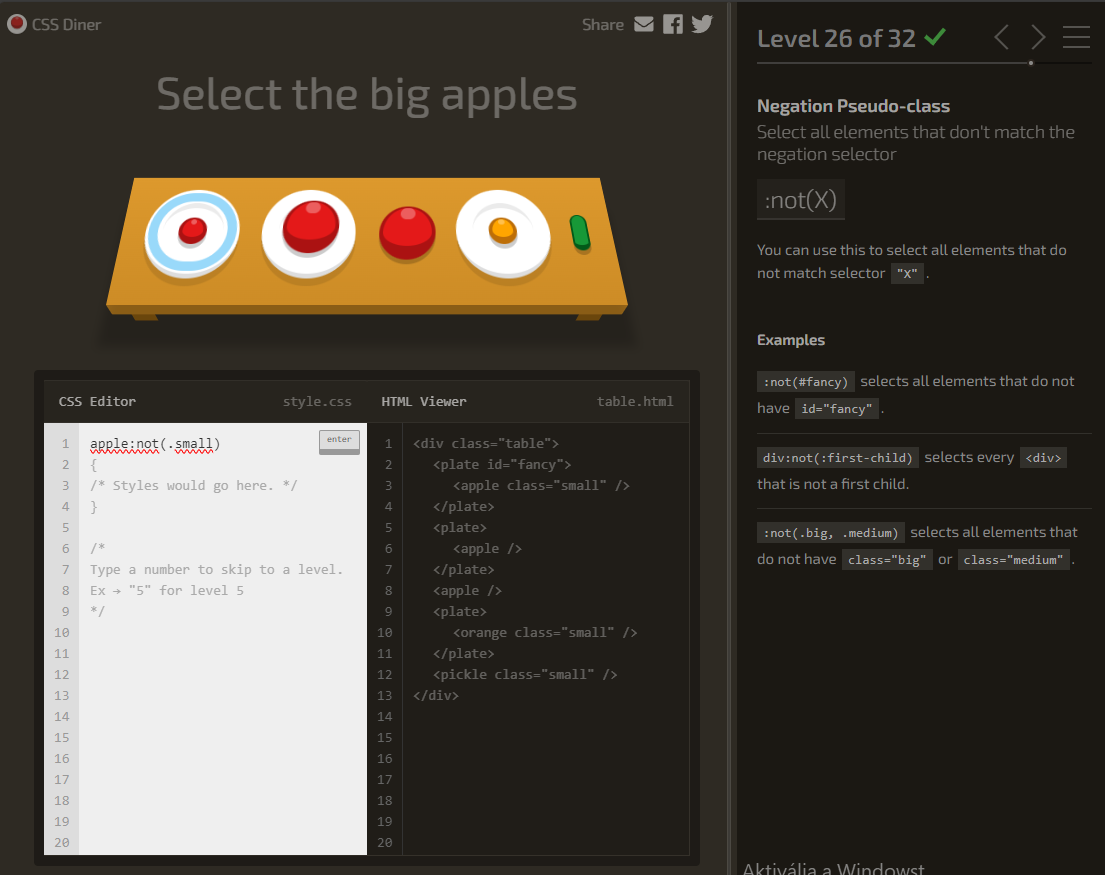 CSS Diner
Share
Select the big apples
CSS Editor
style.css
HTML Viewer
table.html
1 apple:not(.small)
enter
2 {
3 /* Styles would go here. */
4 }
5
6 /*
7 Type a number to skip to a level.
8 Ex → "5" for level 5
9 */
10
11
12
13
14
15
16
17
18
19
20
1 <div class="table">
2 <plate id="fancy">
3 <apple class="small" />
4 </plate>
5 <plate>
6 <apple />
7 </plate>
8 <apple />
9 <plate>
10 <orange class="small" />
11 </plate>
12 <pickle class="small" />
13 </div>
14
15
16
17
18
19
20
Level 26 of 32
Negation Pseudo-class
Select all elements that don't match the
negation selector
:not(X)
You can use this to select all elements that do
not match selector "X" .
Examples
:not(#fancy) selects all elements that do not
have id="fancy" .
div:not(:first-child) selects every <div>
that is not a first child.
:not(.big, .medium) selects all elements that
do not have class="big" or class="medium" .
Aktiválja a Windowst